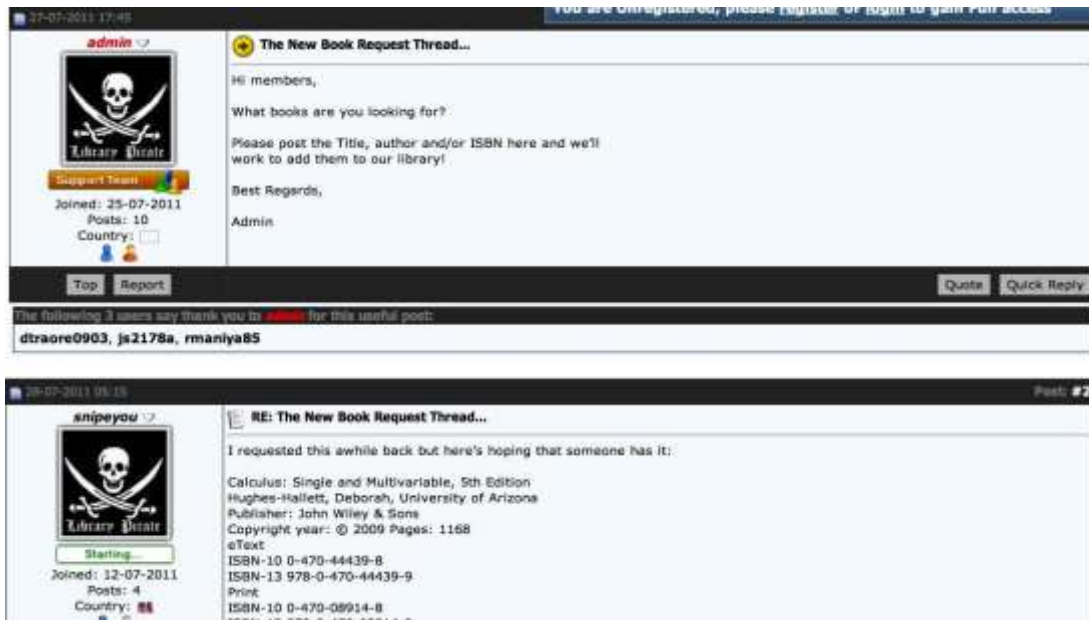 27-07-2011 17:45
You are Unregistered, please register or login to gain Full access
admin
Library Pirate
Support Team
Joined: 25-07-2011
Posts: 10
Country:
The New Book Request Thread...
Hi members,
What books are you looking for?
Please post the Title, author and/or ISBN here and we'll
work to add them to our library!
Best Regards,
Admin
Top Report Quote Quick Reply
The following 3 users say thank you to admin for this useful post:
dtraore0903, js2178a, rmaniya85
28-07-2011 05:15 Post: #2
snipeyou
Library Pirate
Starting...
Joined: 12-07-2011
Posts: 4
Country:
RE: The New Book Request Thread...
I requested this awhile back but here's hoping that someone has it:
Calculus: Single and Multivariable, 5th Edition
Hughes-Hallett, Deborah, University of Arizona
Publisher: John Wiley & Sons
Copyright year: © 2009 Pages: 1168
eText
ISBN-10 0-470-44439-8
ISBN-13 978-0-470-44439-9
Print
ISBN-10 0-470-08914-8